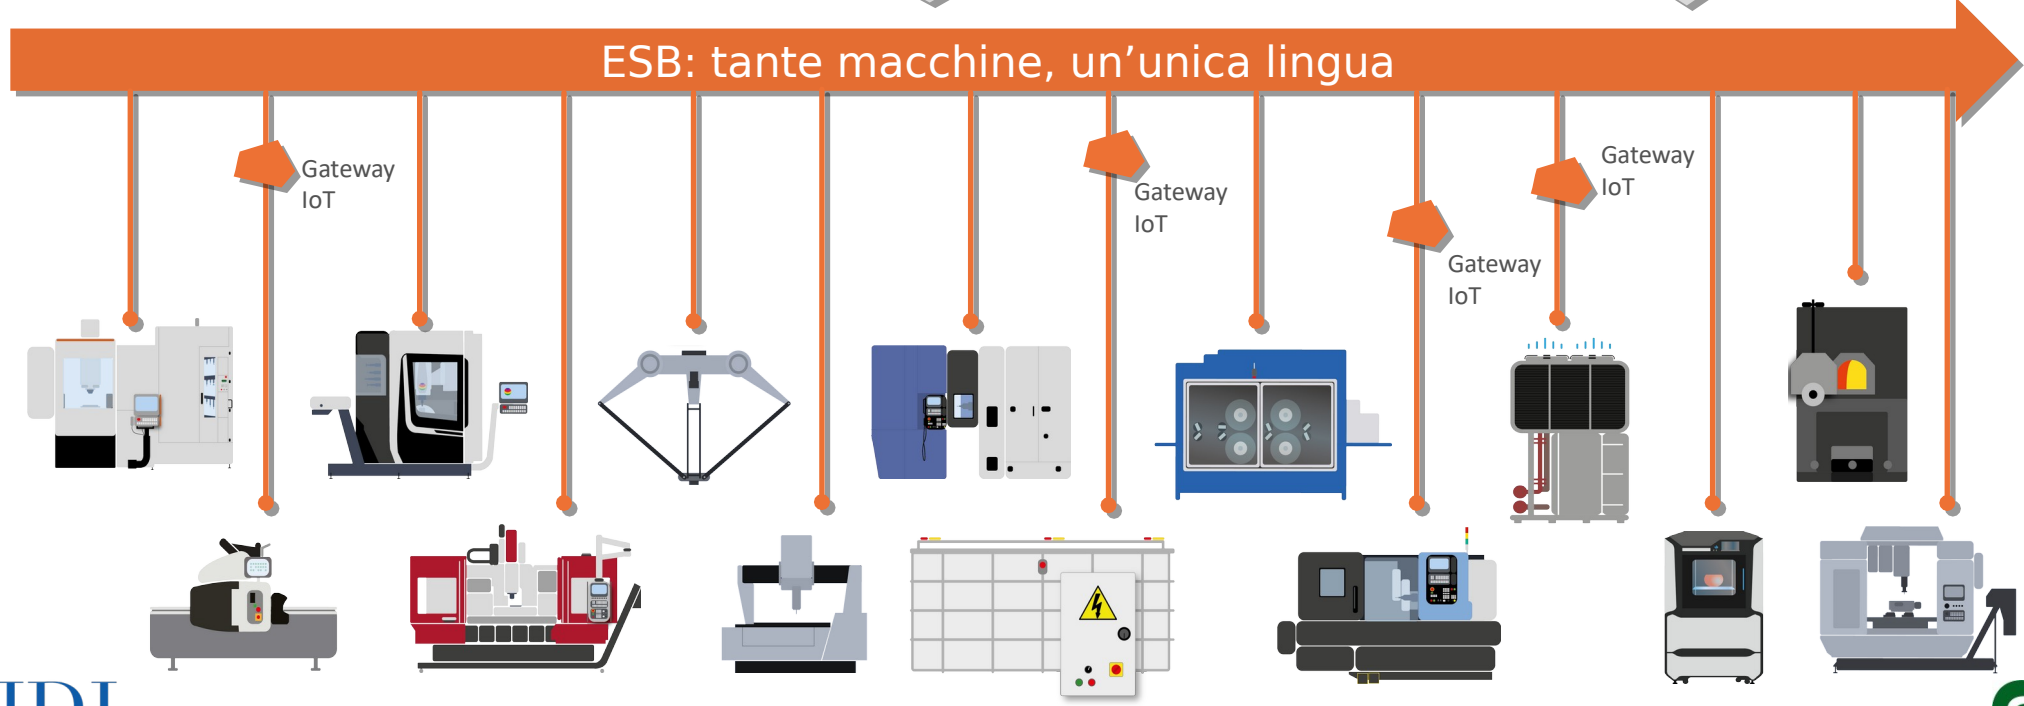 ESB: tante macchine, un’unica lingua
Gateway
IoT
Gateway
IoT
Gateway
IoT
Gateway
IoT